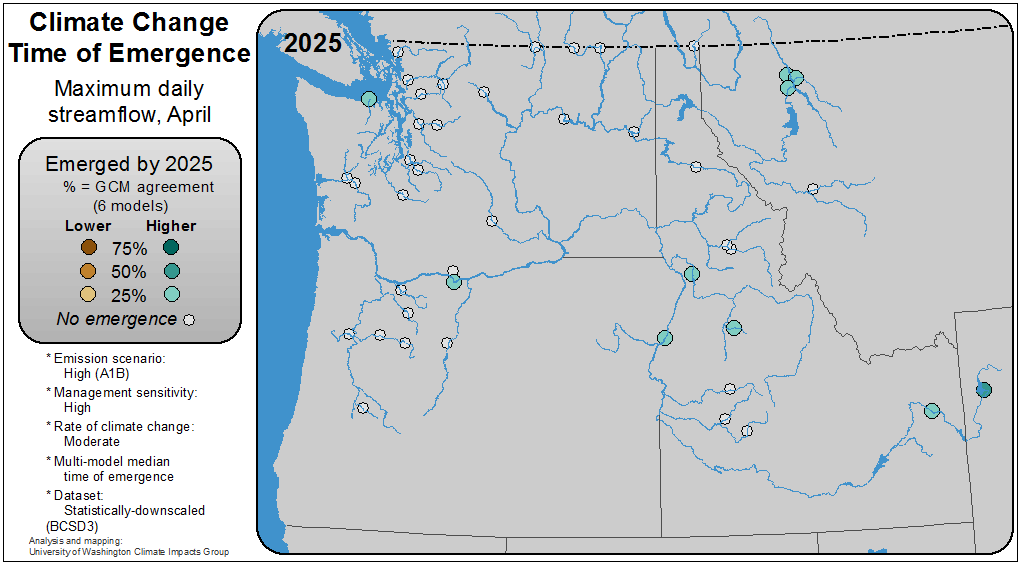 Climate Change
Time of Emergence
Maximum daily
streamflow, April
Emerged by 2025
% = GCM agreement
(6 models)
Lower Higher
75%
50%
25%
No emergence
* Emission scenario:
High (A1B)
* Management sensitivity:
High
* Rate of climate change:
Moderate
* Multi-model median
time of emergence
* Dataset:
Statistically-downscaled
(BCSD3)
Analysis and mapping:
University of Washington Climate Impacts Group
2025